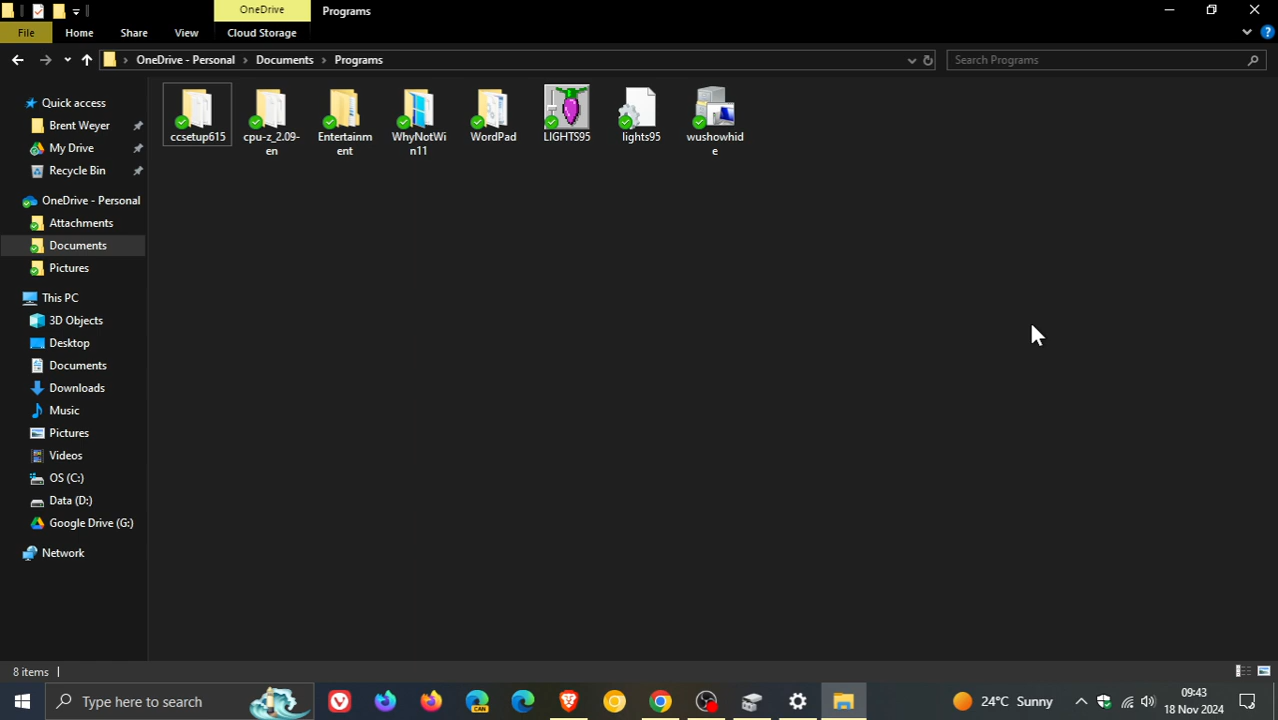 OneDrive
Programs
File
Home
Share
View
Cloud Storage
OneDrive - Personal
Documents
Programs
Search Programs
Quick access
Brent Weyer
My Drive
Recycle Bin
OneDrive - Personal
Attachments
Documents
Pictures
This PC
3D Objects
Desktop
Documents
Downloads
Music
Pictures
Videos
OS (C:)
Data (D:)
Google Drive (G:)
Network
ccsetup615
cpu-z_2.09-
en
Entertainm
ent
WhyNotWi
n11
WordPad
LIGHTS95
lights95
wushowhid
e
8 items
Type here to search
CAN
24°C Sunny
09:43
18 Nov 2024